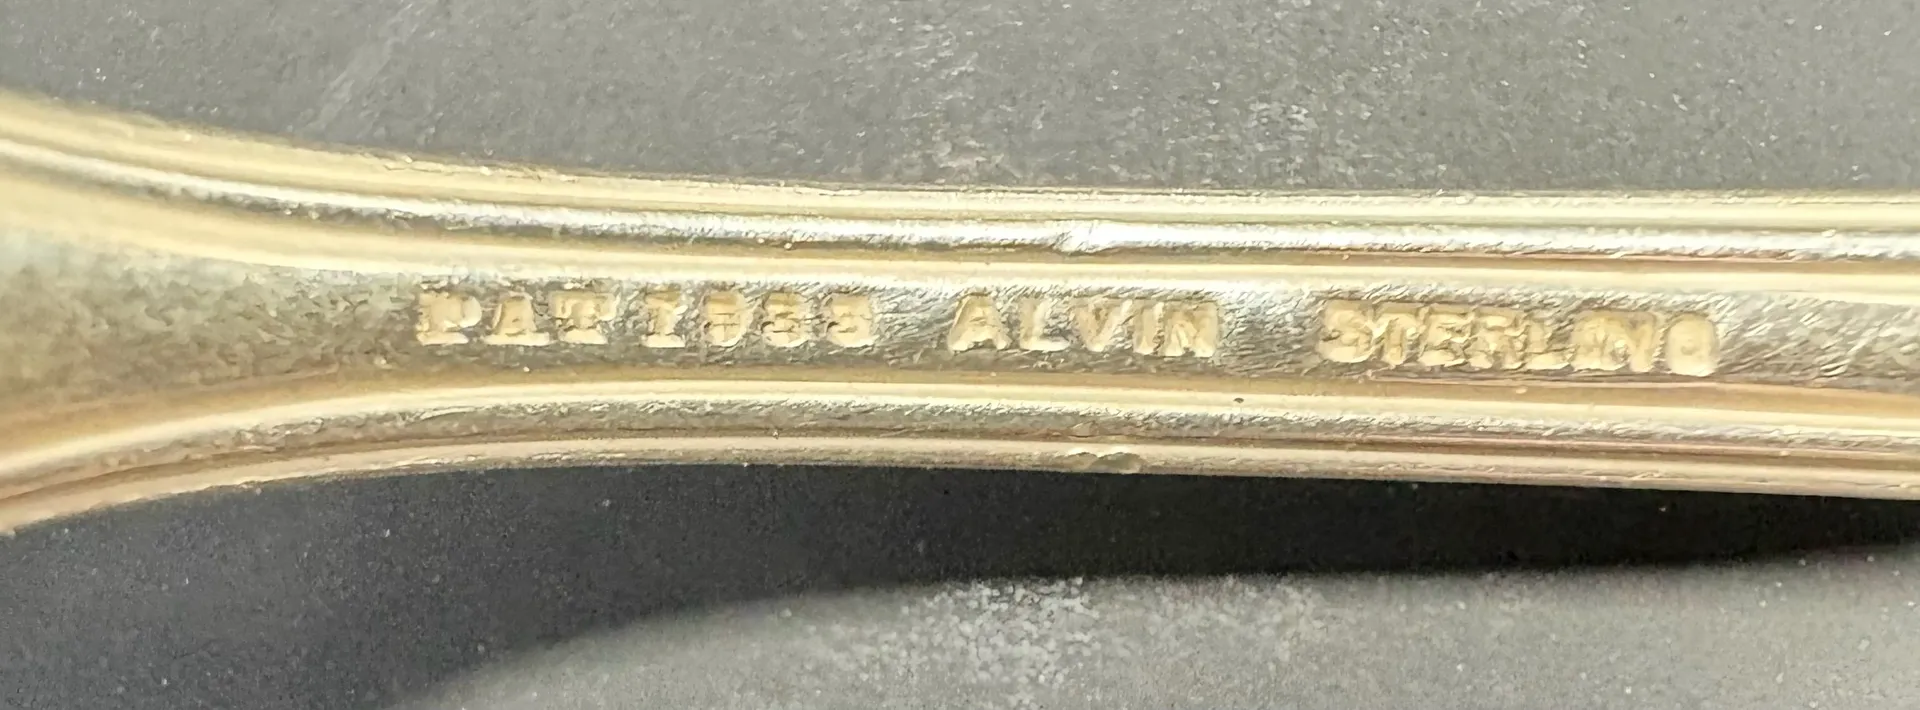 PAT 1933 ALVIN STERLING